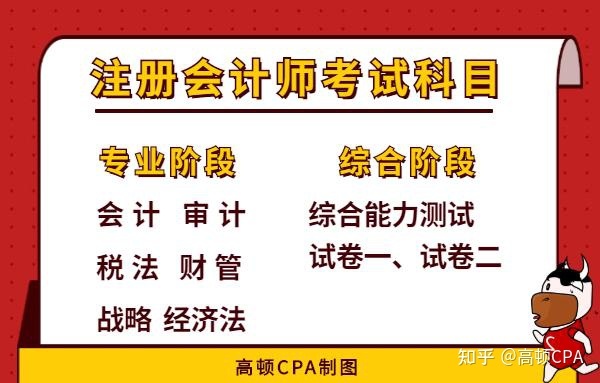 注册会计师考试科目
专业阶段
会计 审计
税法 财管
战略 经济法
综合阶段
综合能力测试
试卷一、试卷二
高顿CPA制图
知乎 @高顿CPA